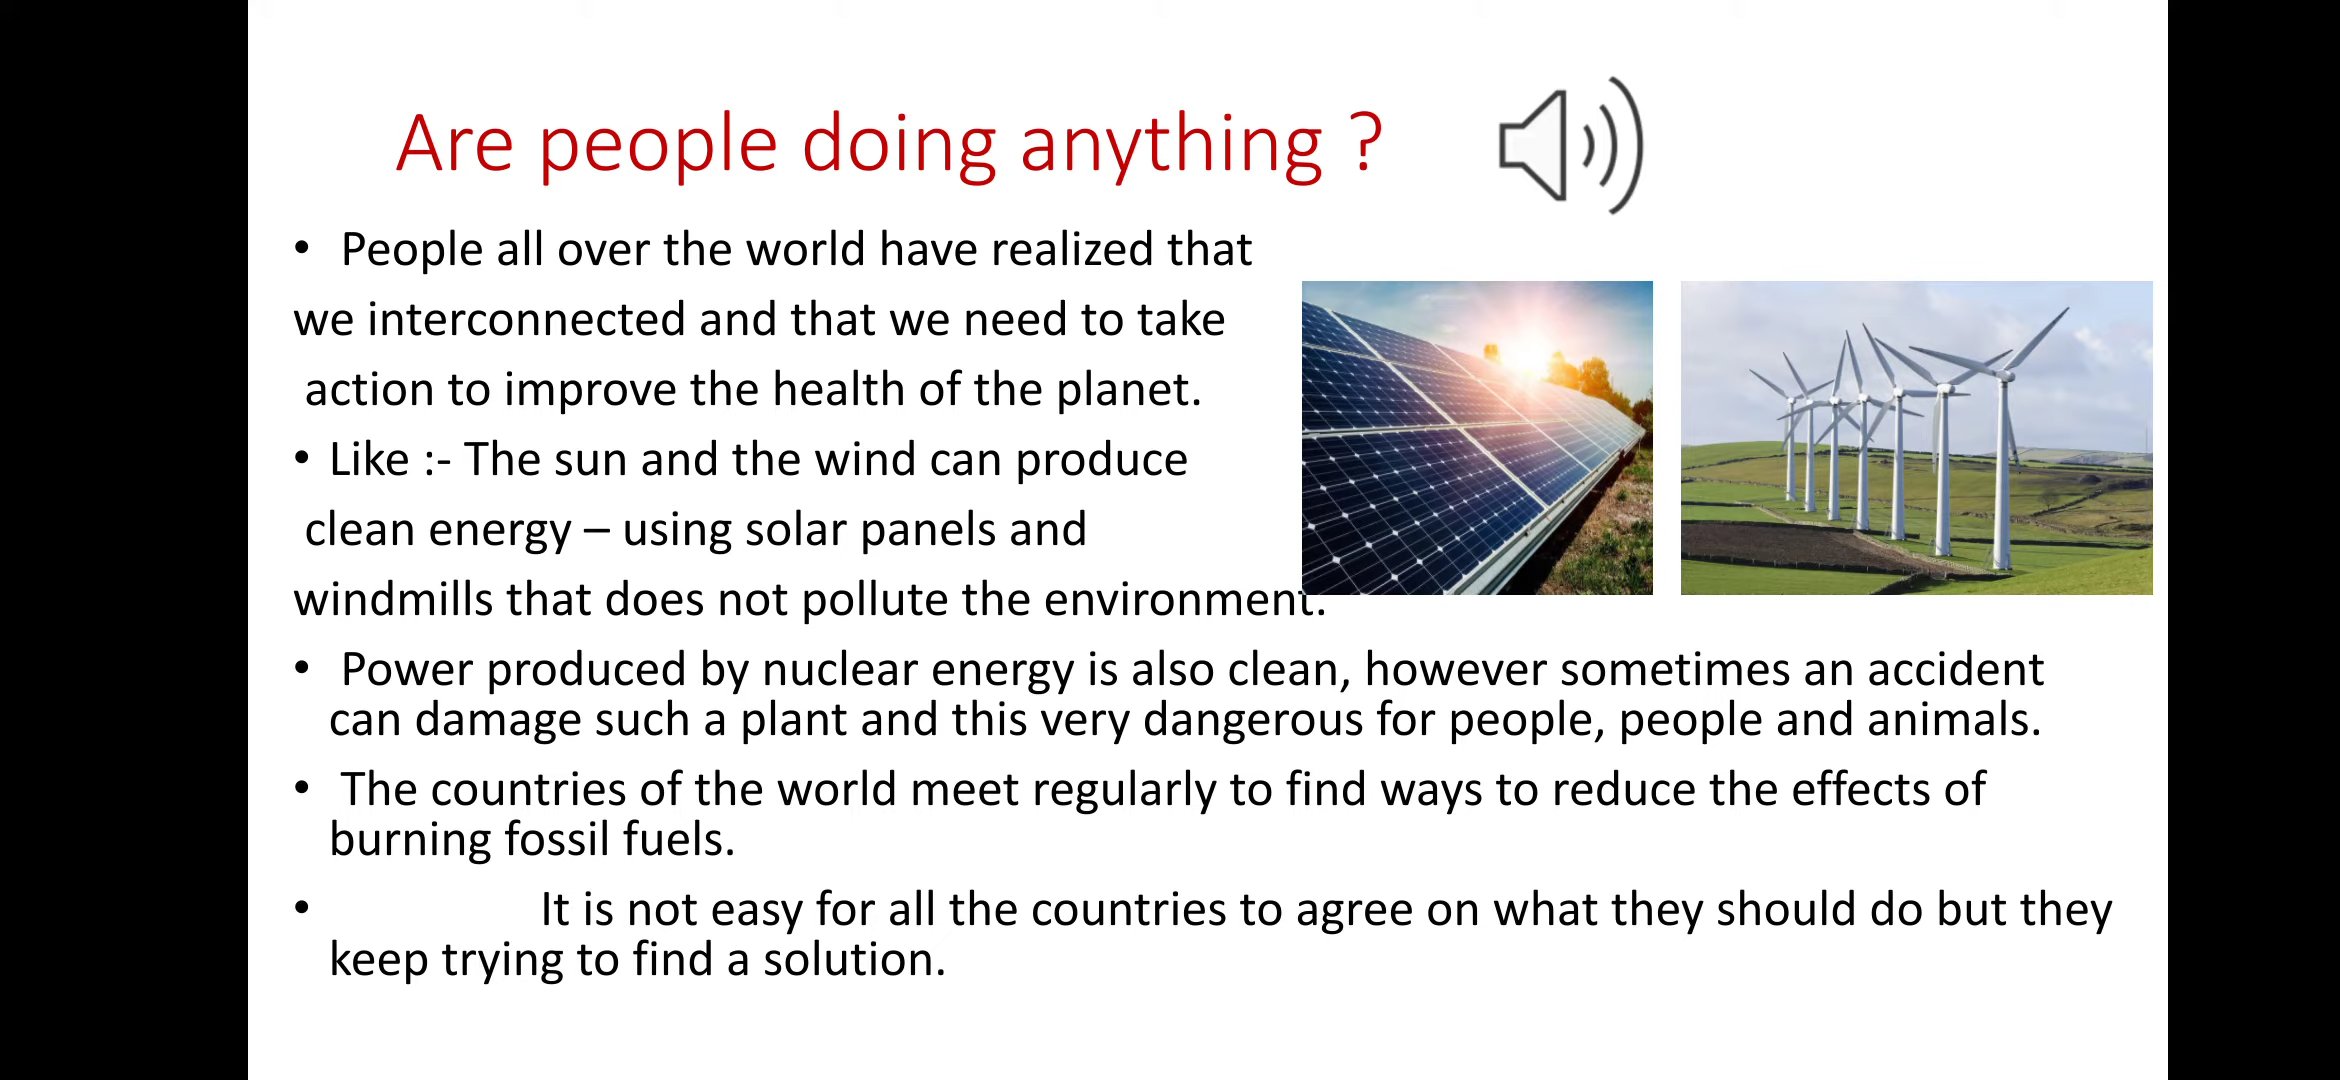 Are people doing anything ?
• People all over the world have realized that
we interconnected and that we need to take
action to improve the health of the planet.
• Like :- The sun and the wind can produce
clean energy – using solar panels and
windmills that does not pollute the environment.
• Power produced by nuclear energy is also clean, however sometimes an accident
can damage such a plant and this very dangerous for people, people and animals.
• The countries of the world meet regularly to find ways to reduce the effects of
burning fossil fuels.
• It is not easy for all the countries to agree on what they should do but they
keep trying to find a solution.